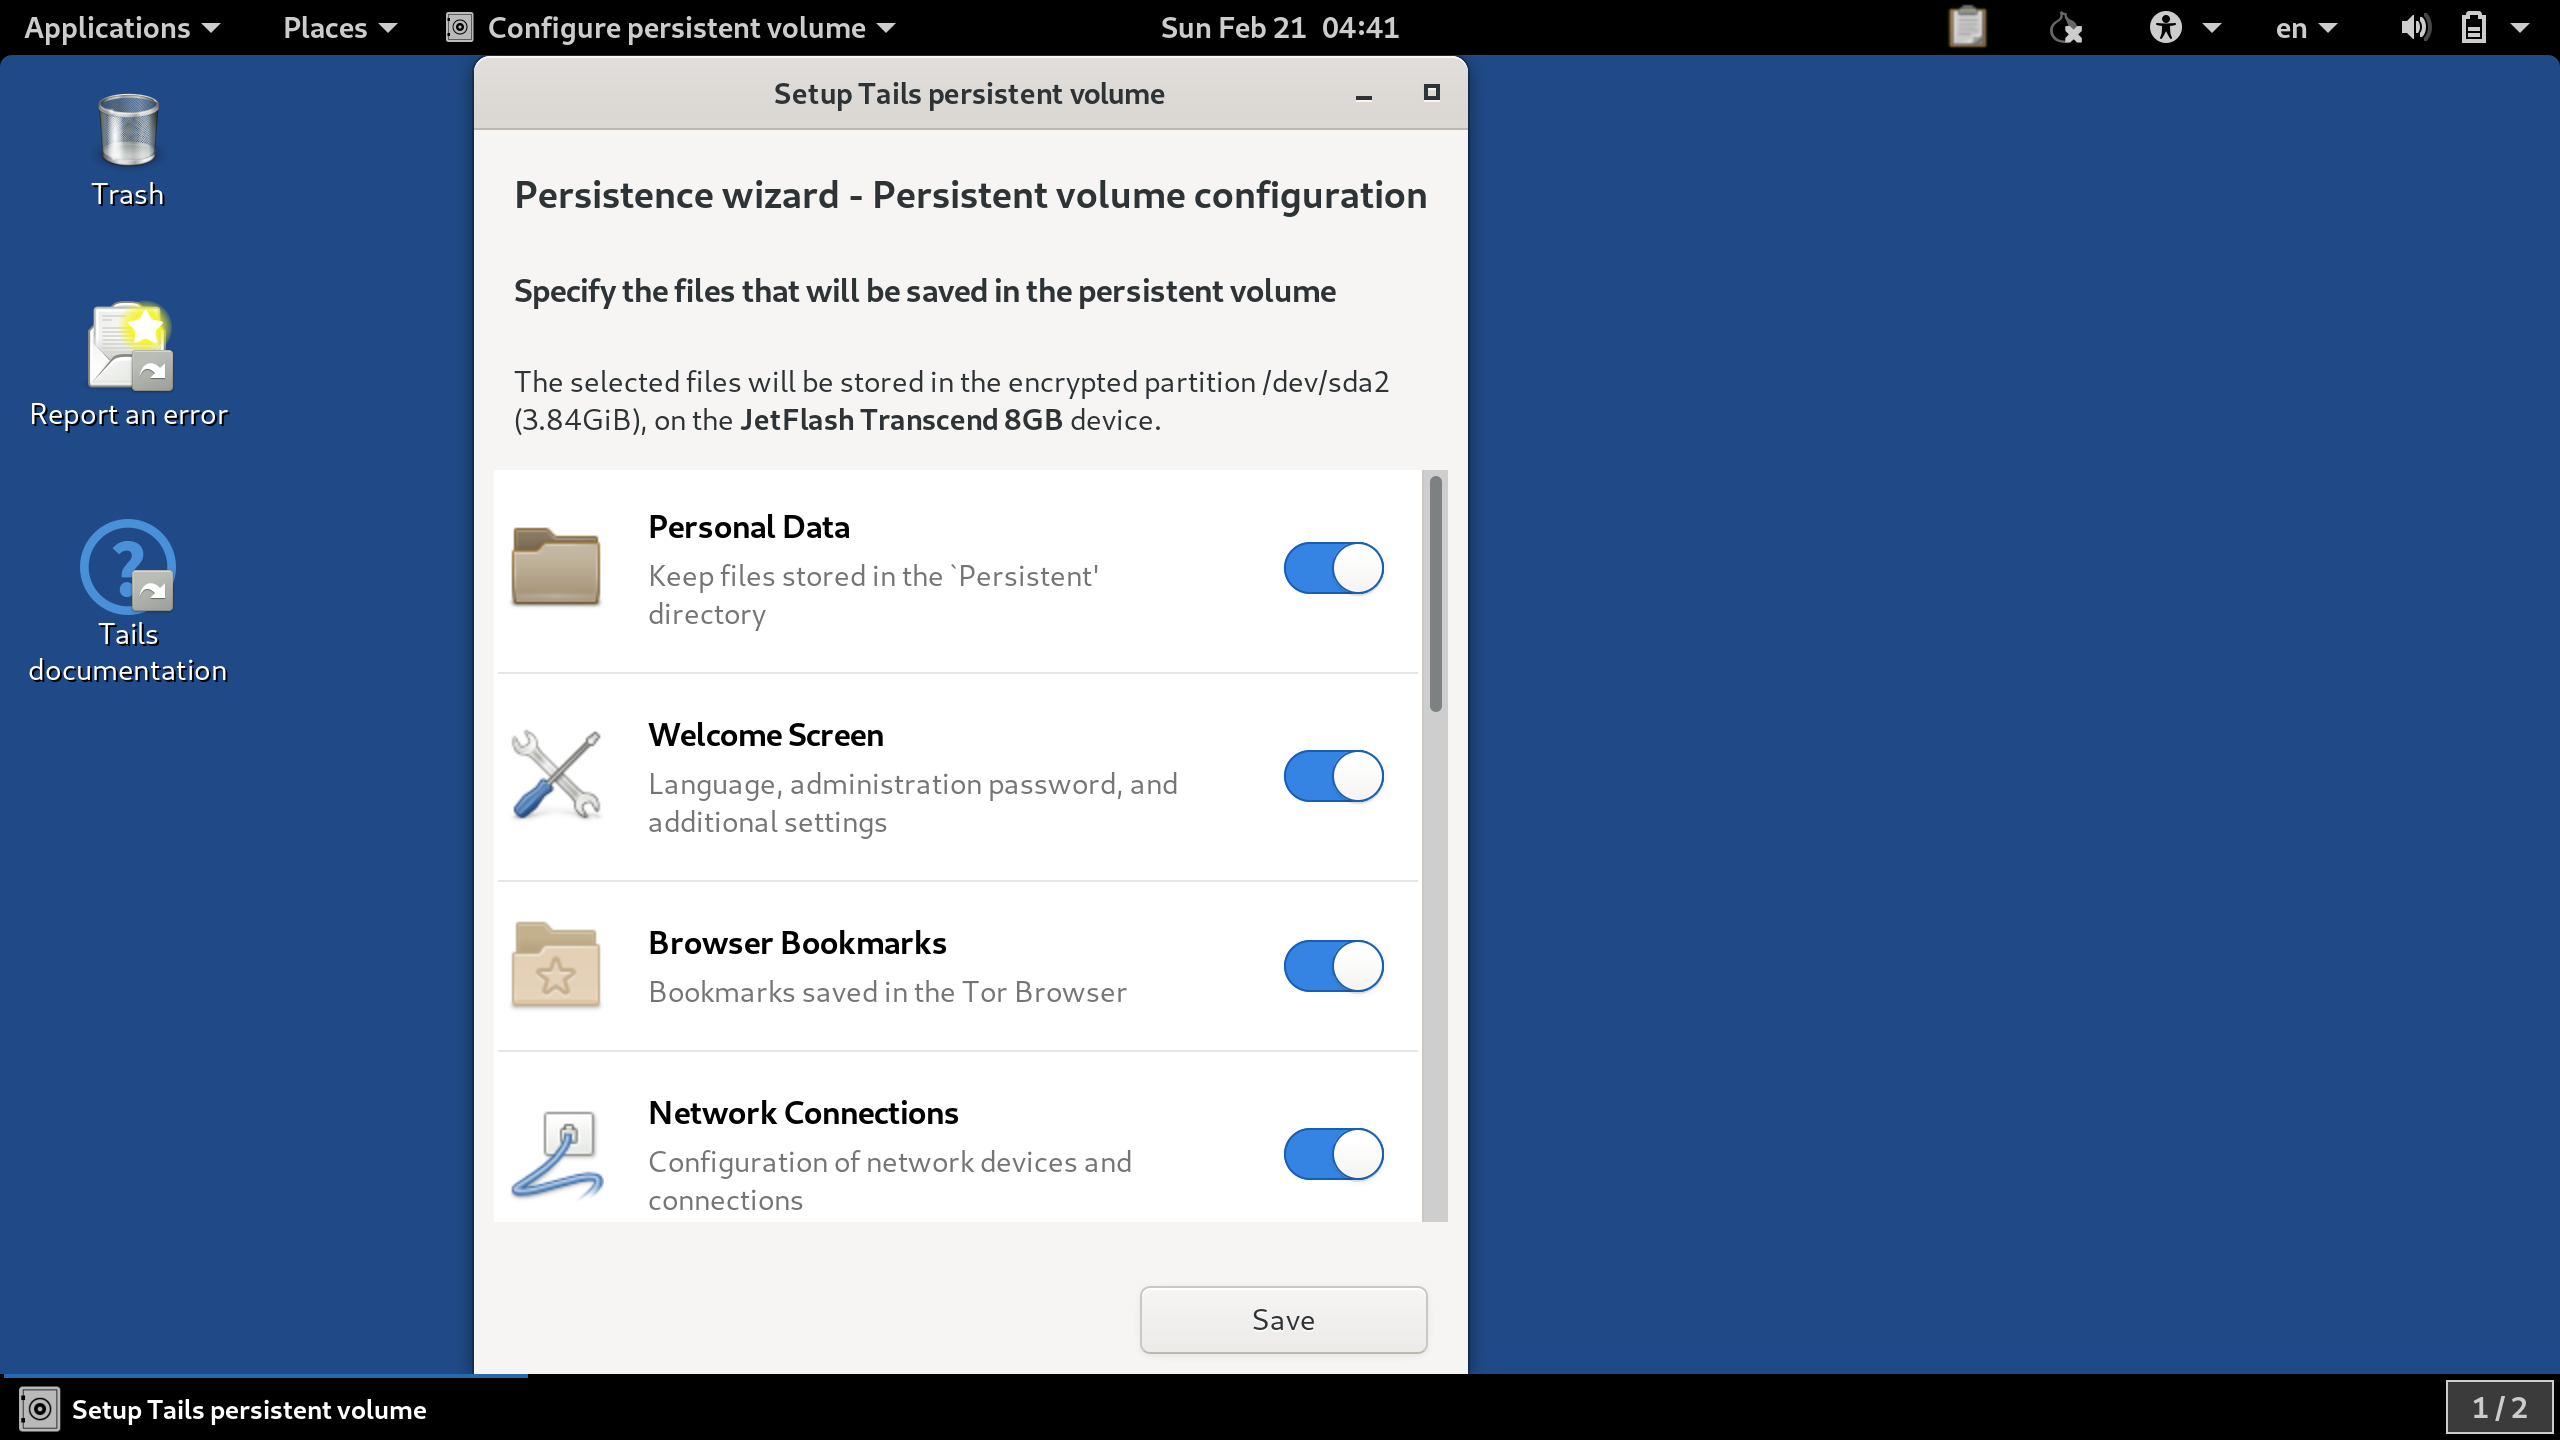 Applications
Places
Configure persistent volume
Sun Feb 21 04:41
en
Setup Tails persistent volume
Trash
Report an error
Tails
documentation
Persistence wizard - Persistent volume configuration
Specify the files that will be saved in the persistent volume
The selected files will be stored in the encrypted partition /dev/sda2
(3.84GiB), on the JetFlash Transcend 8GB device.
Personal Data
Keep files stored in the `Persistent'
directory
Welcome Screen
Language, administration password, and
additional settings
Browser Bookmarks
Bookmarks saved in the Tor Browser
Network Connections
Configuration of network devices and
connections
Save
Setup Tails persistent volume
1 / 2